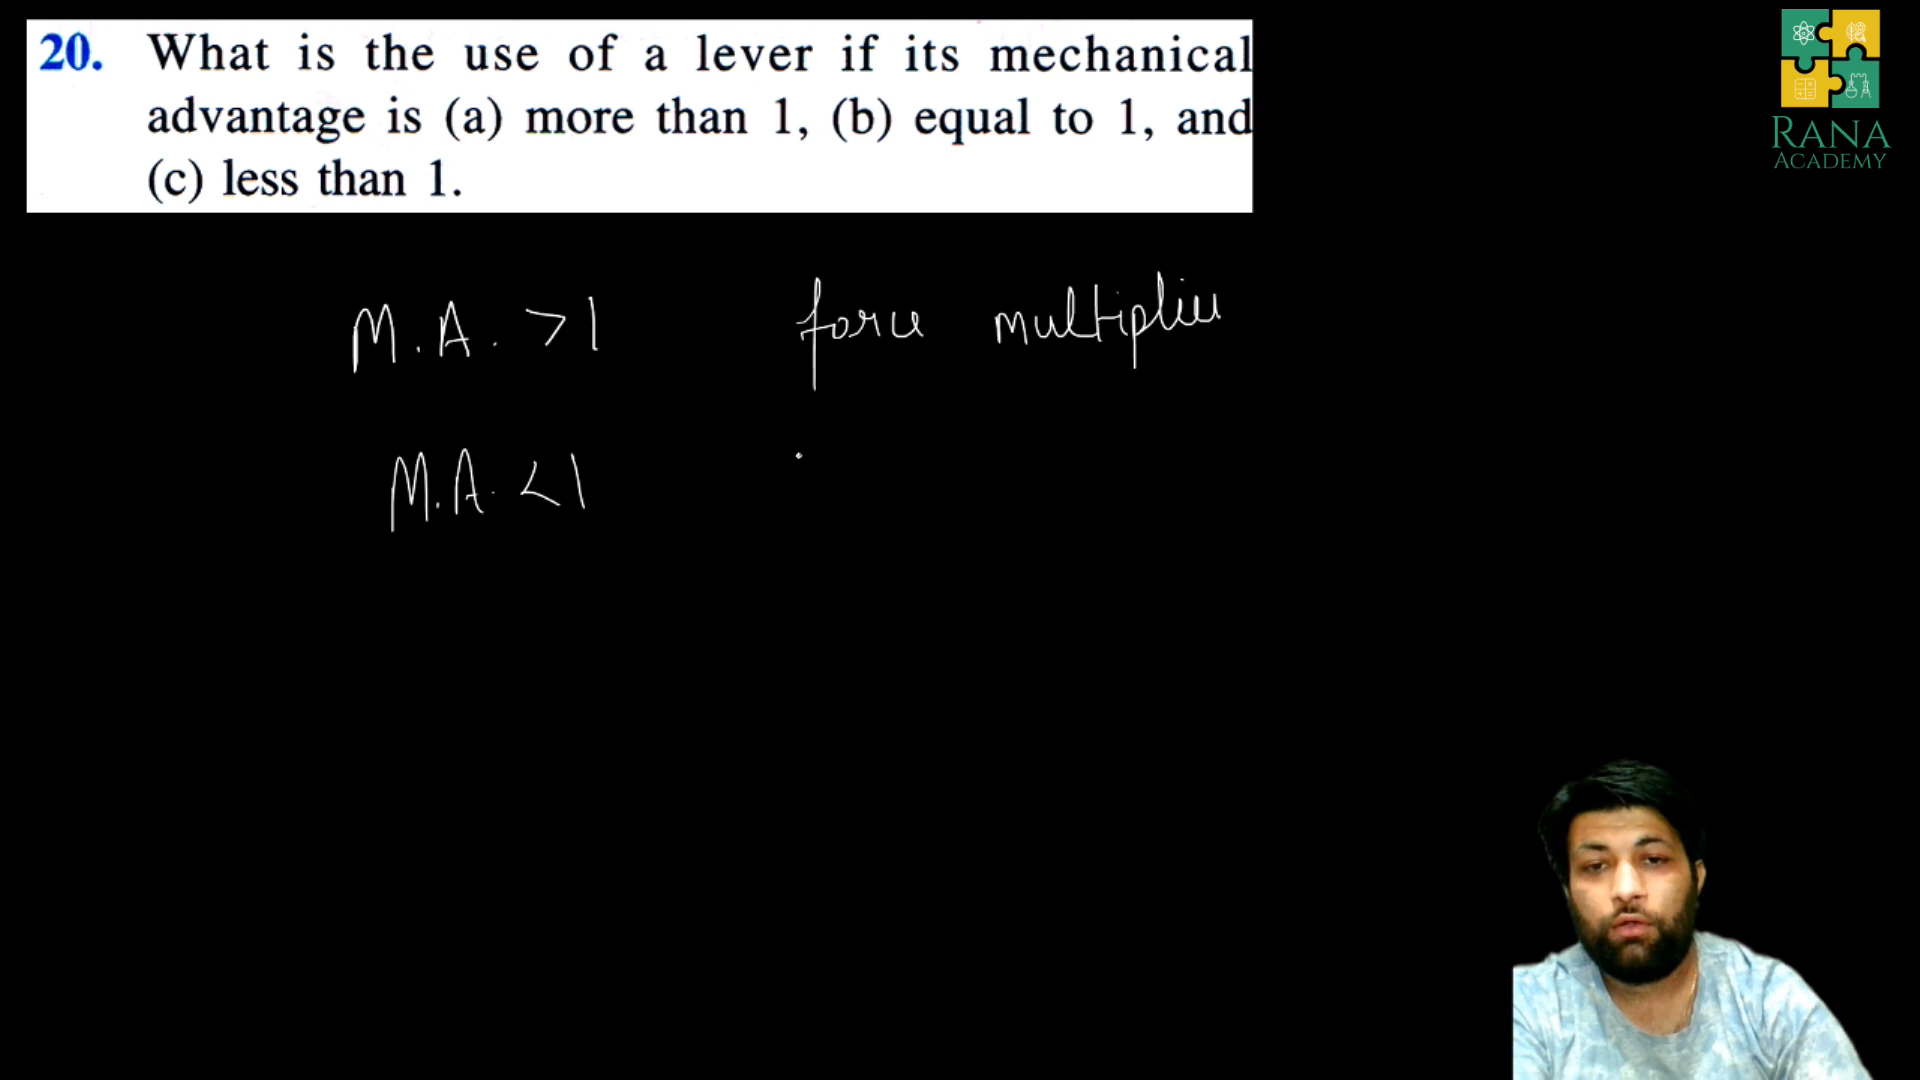 20. What is the use of a lever if its mechanical
advantage is (a) more than 1, (b) equal to 1, and
(c) less than 1.
RANA
ACADEMY
M.A. >1 force multiplier
M.A. <1